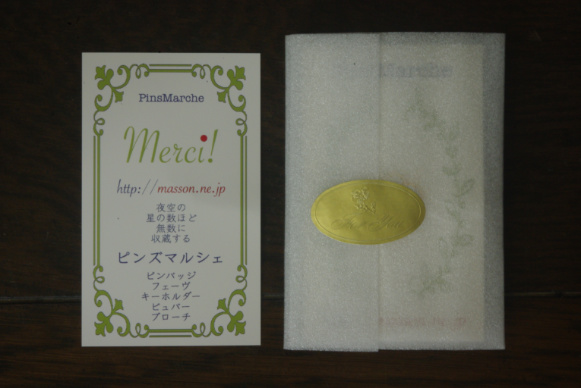 PinsMarche
Merci!
http://masson.ne.jp
夜空の
星の数ほど
無数に
収蔵する
ピンズマルシェ
ピンバッジ
フェーヴ
キーホルダー
ピュバー
ブローチ
PinsMarche